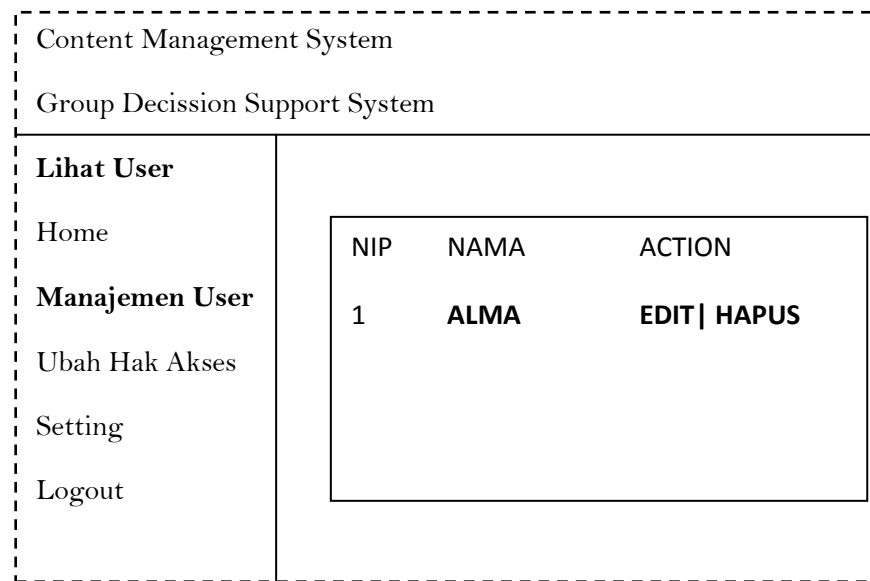 Content Management System
Group Decission Support System
Lihat User
Home
Manajemen User
Ubah Hak Akses
Setting
Logout
NIP NAMA ACTION
1 ALMA EDIT| HAPUS